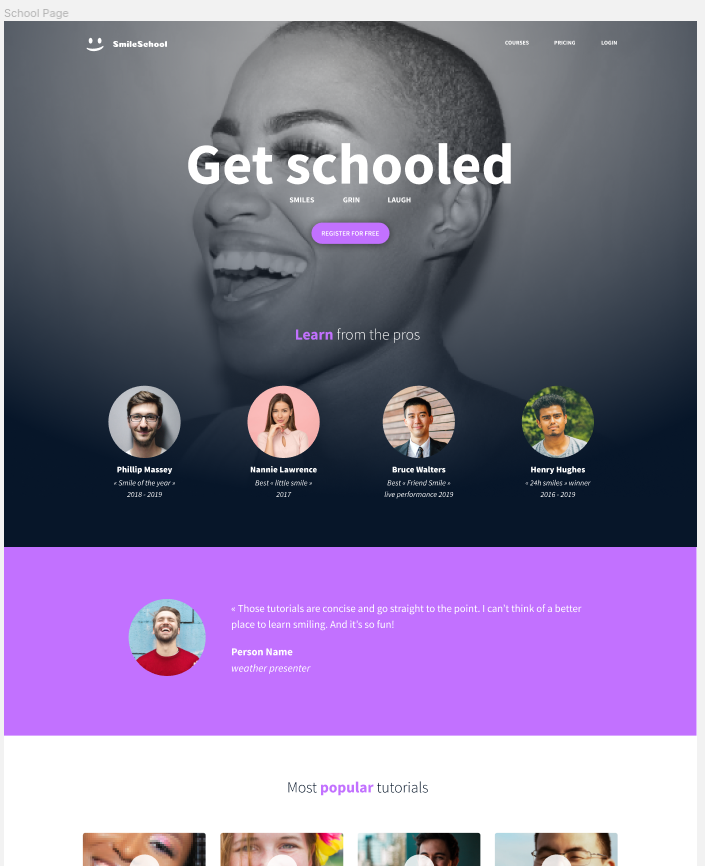 School Page
SmileSchool
COURSES PRICING LOGIN
Get schooled
SMILES GRIN LAUGH
REGISTER FOR FREE
Learn from the pros
Phillip Massey Nannie Lawrence Bruce Walters Henry Hughes
« Smile of the year » Best « little smile » Best « Friend Smile » « 24h smiles » winner
2018 - 2019 2017 live performance 2019 2016 - 2019
« Those tutorials are concise and go straight to the point. I can't think of a better
place to learn smiling. And it's so fun!
Person Name
weather presenter
Most popular tutorials